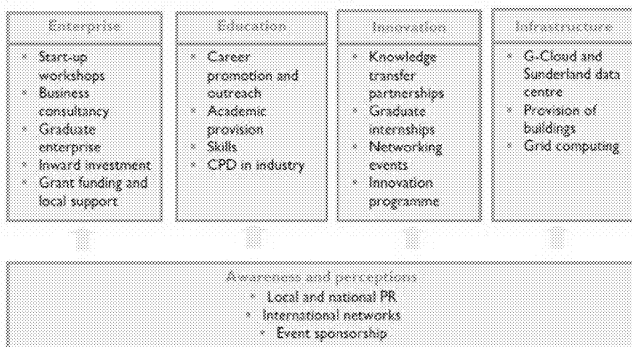 Enterprise
• Start-up
workshops
• Business
consultancy
• Graduate
enterprise
• Inward investment
• Grant funding and
local support
Education
• Career
promotion and
outreach
• Academic
provision
• Skills
• CPD in industry
Innovation
• Knowledge
transfer
partnerships
• Graduate
internships
• Networking
events
• Innovation
programme
Infrastructure
• G-Cloud and
Sunderland data
centre
• Provision of
buildings
• Grid computing
Awareness and perceptions
• Local and national PR
• International networks
• Event sponsorship